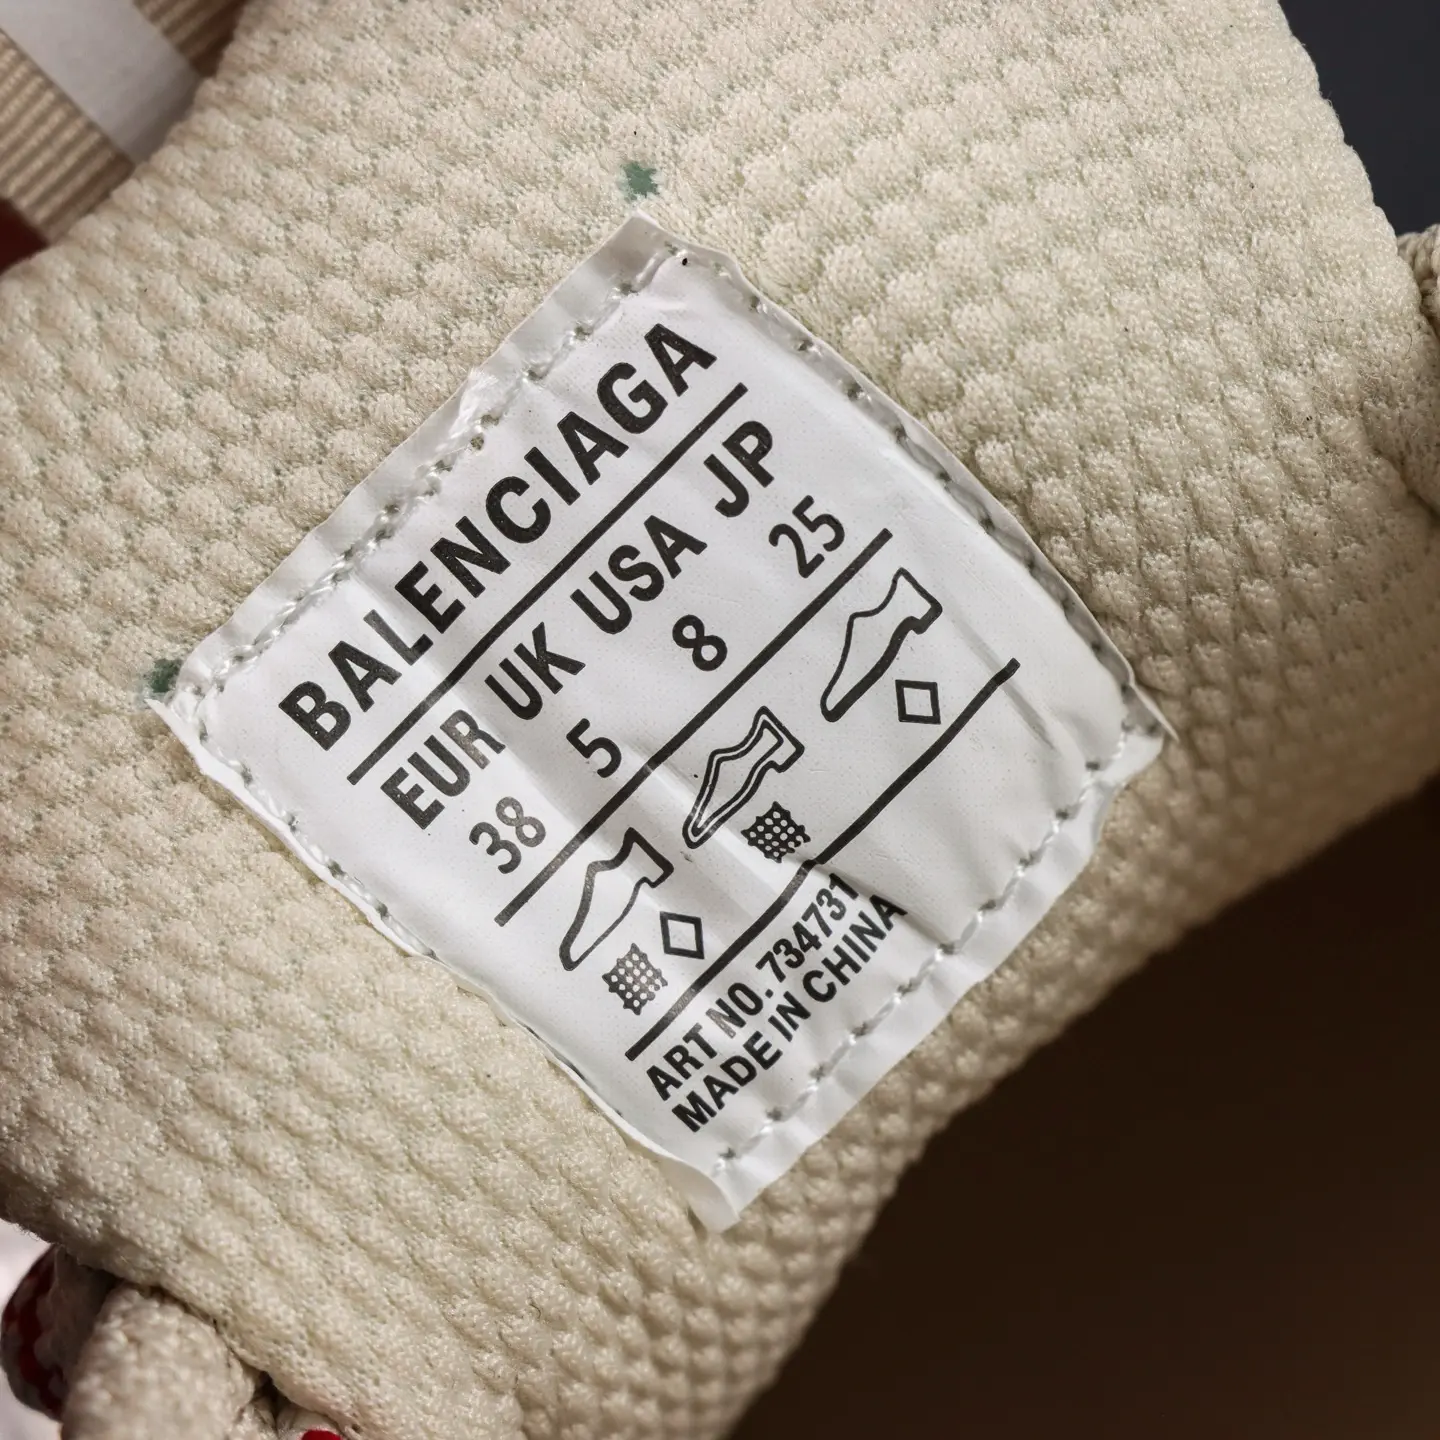 BALENCIAGA
EUR UK USA JP
38 5 8 25
ART NO. 734731
MADE IN CHINA